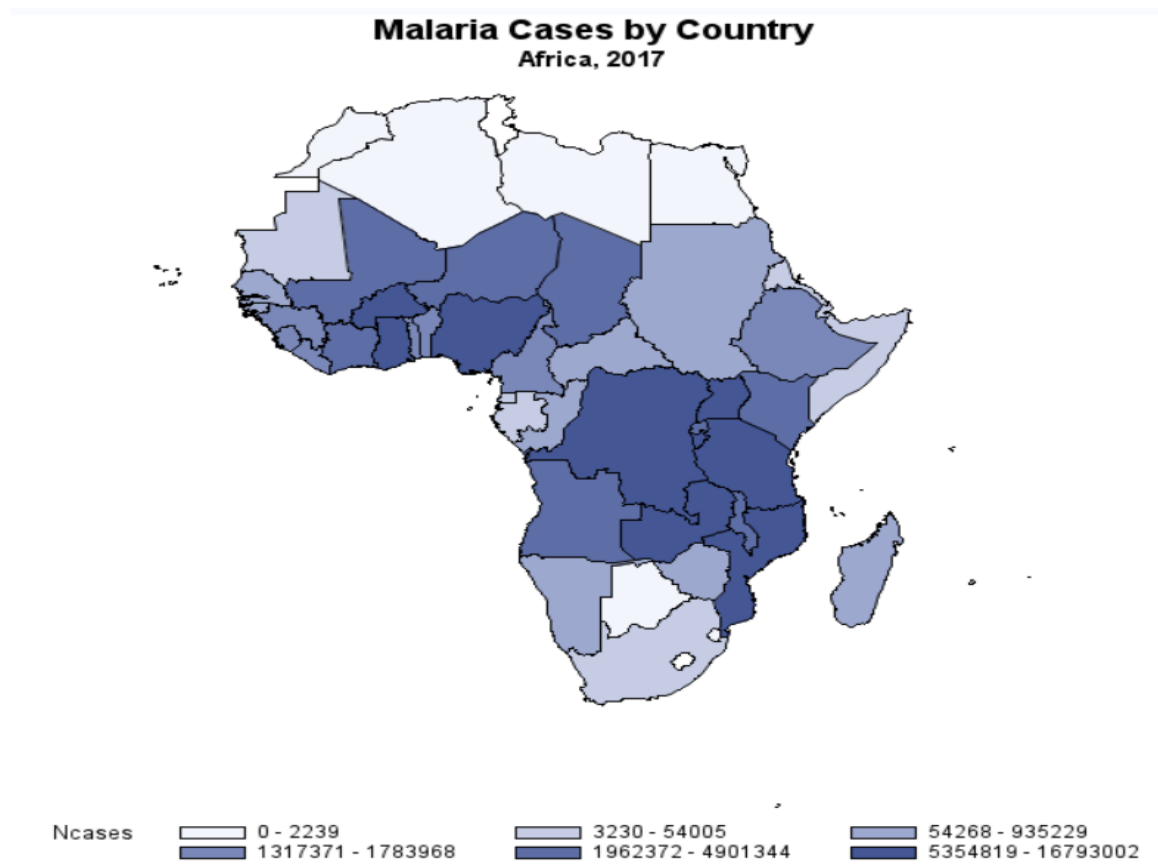 Malaria Cases by Country
Africa, 2017
Ncases 0 - 2239 3230 - 54005 54268 - 935229
1317371 - 1783968 1962372 - 4901344 5354819 - 16793002